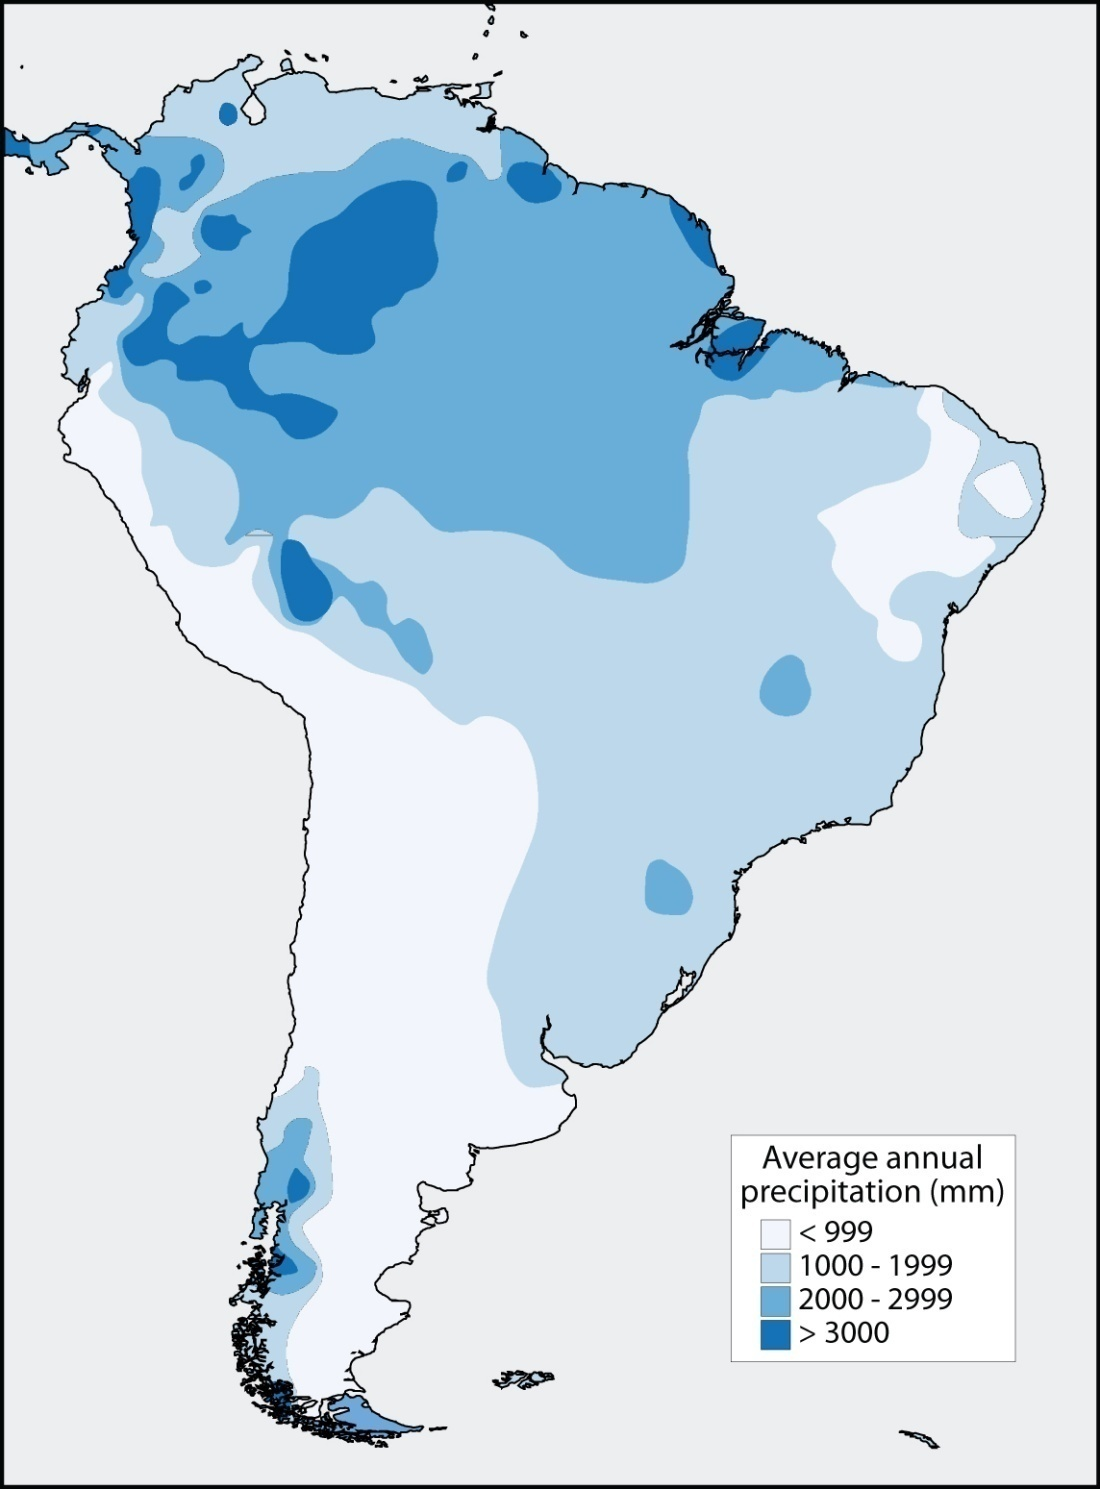 Average annual
precipitation (mm)
< 999
1000 - 1999
2000 - 2999
> 3000